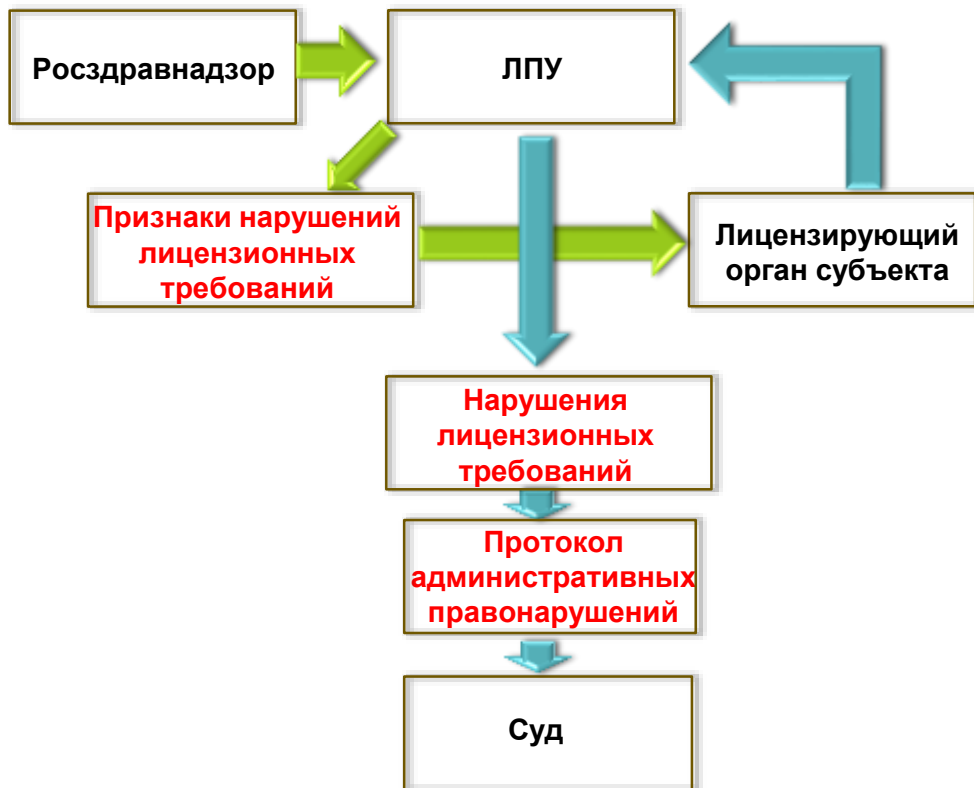 Росздравнадзор
ЛПУ
Признаки нарушений
лицензионных
требований
Лицензирующий
орган субъекта
Нарушения
лицензионных
требований
Протокол
административных
правонарушений
Суд